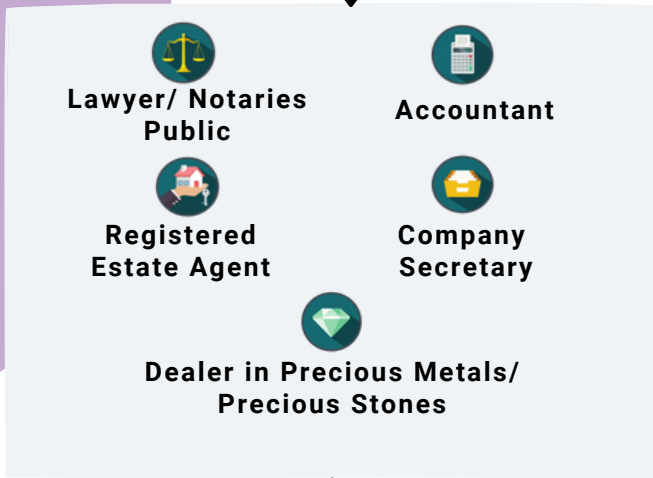 Lawyer/ Notaries
Public
Accountant
Registered
Estate Agent
Company
Secretary
Dealer in Precious Metals/
Precious Stones